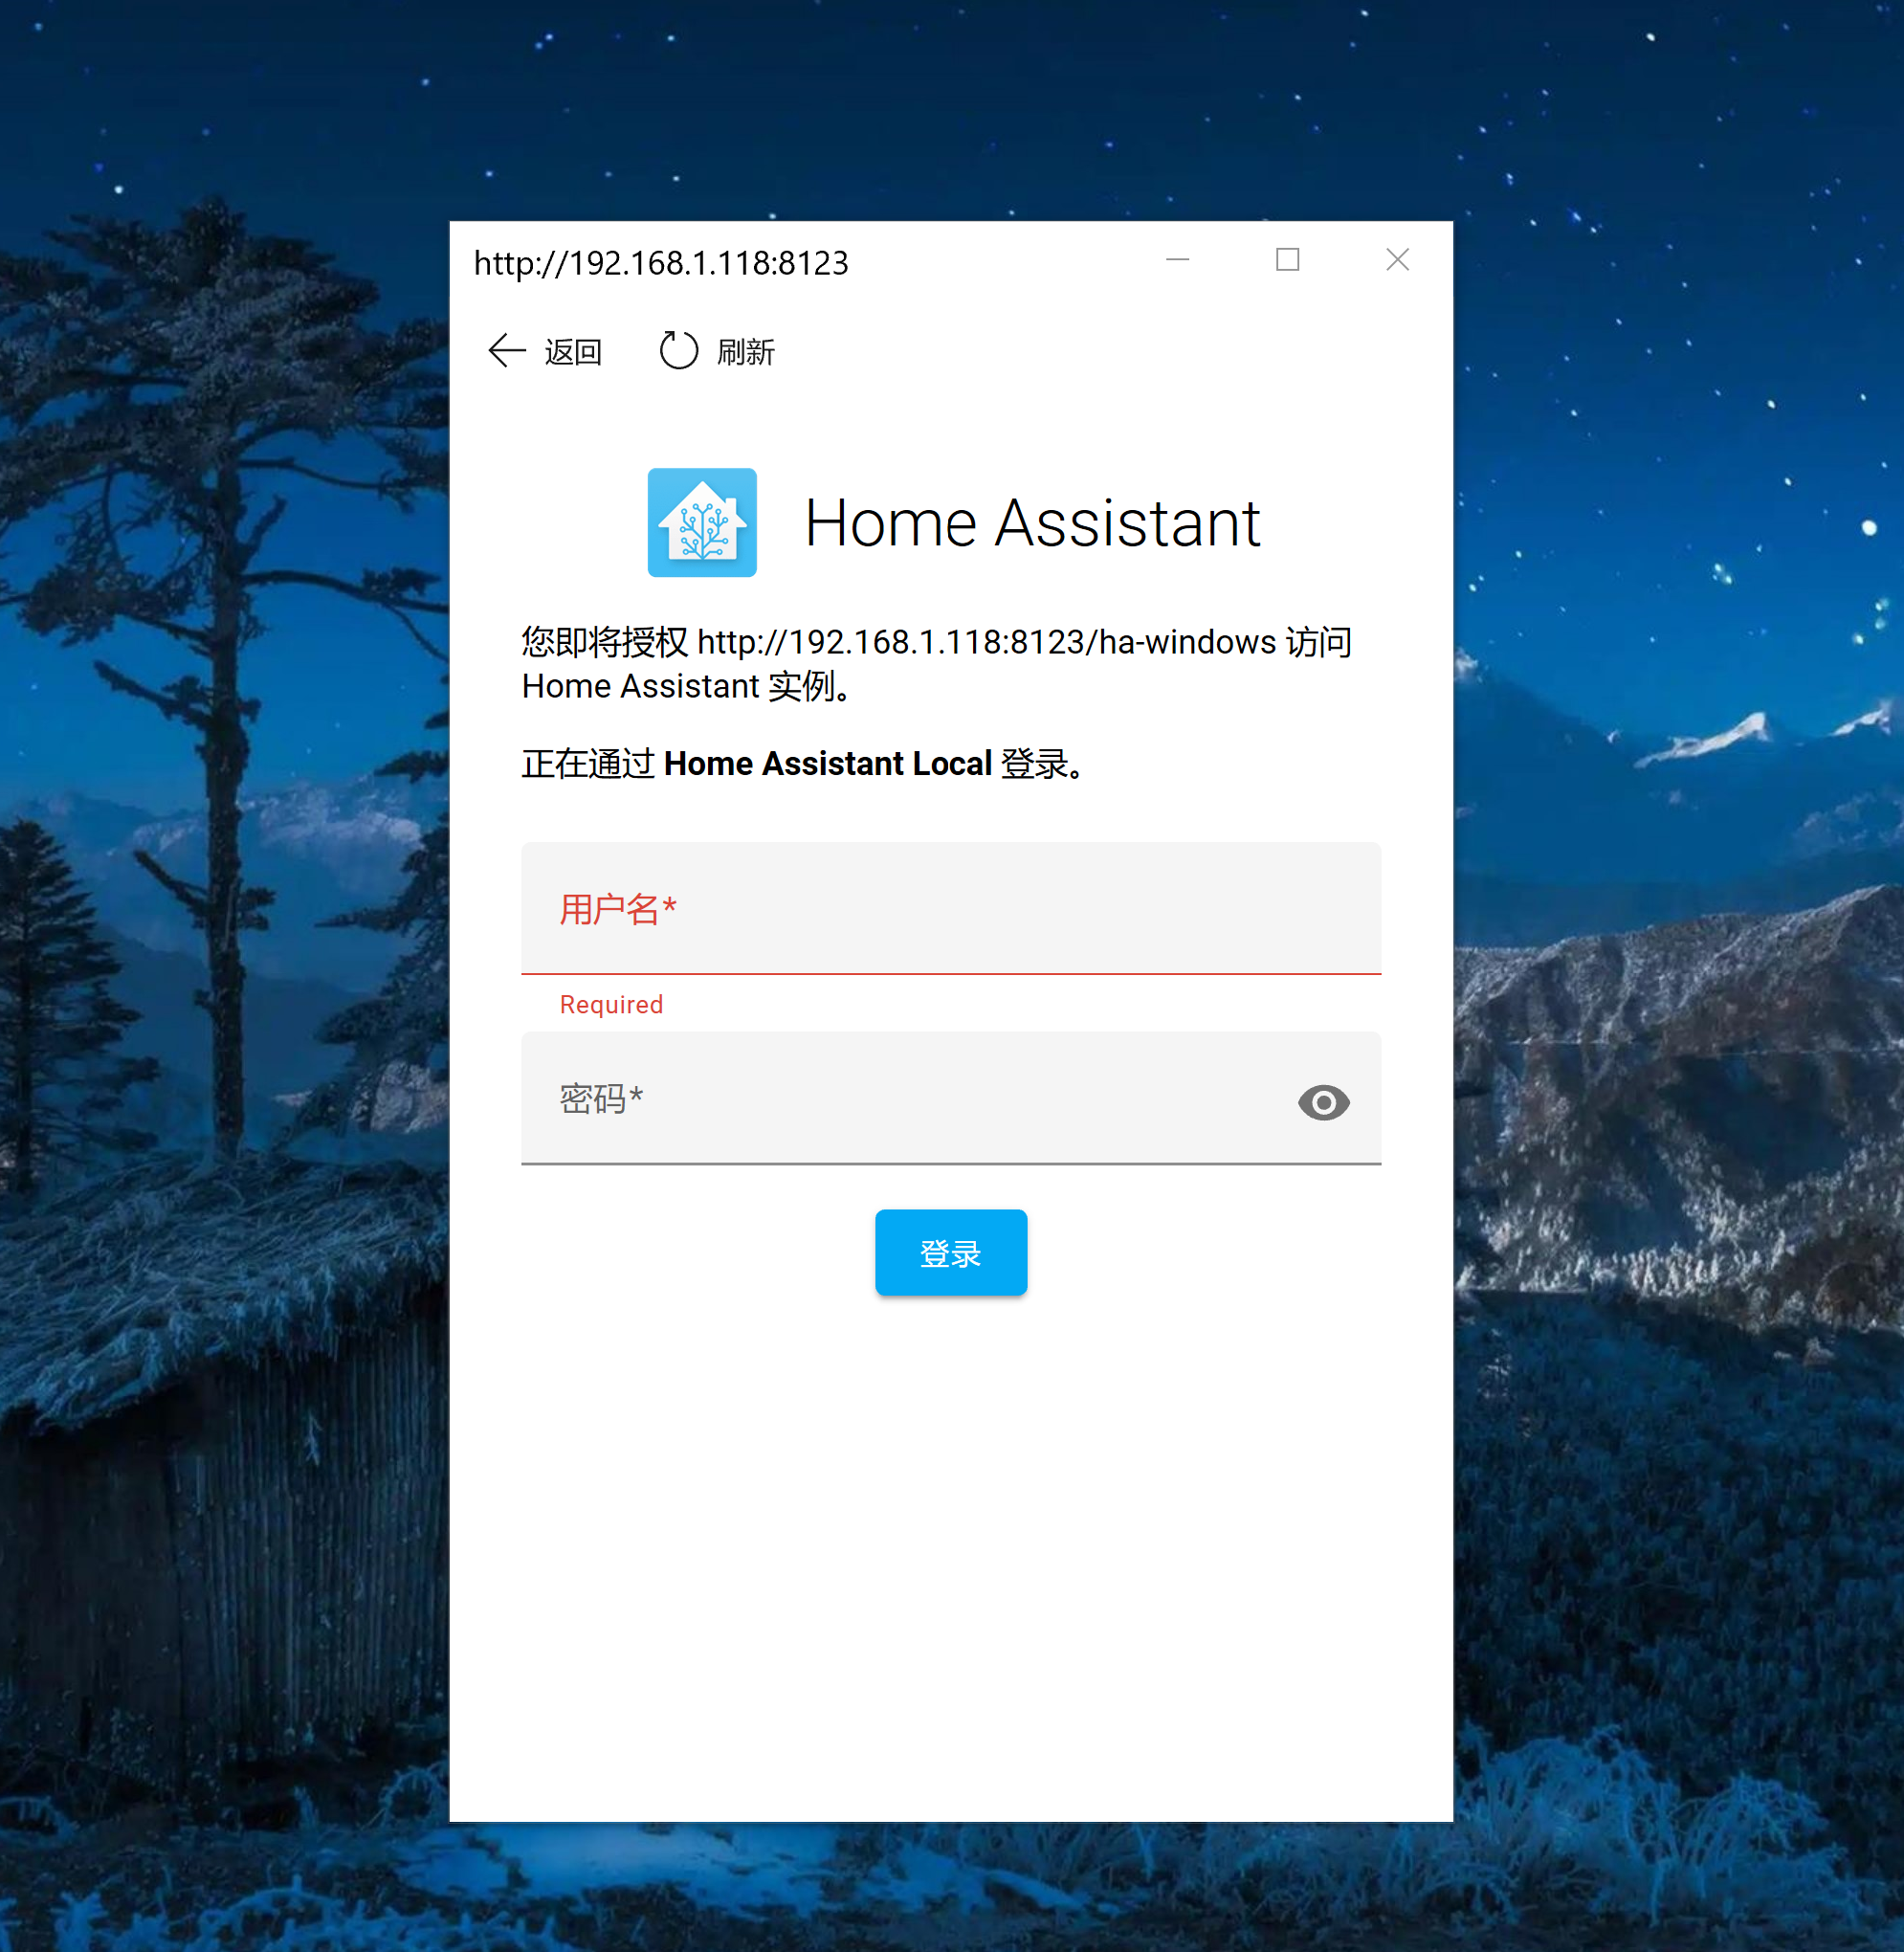 http://192.168.1.118:8123
返回 刷新
Home Assistant
您即将授权 http://192.168.1.118:8123/ha-windows 访问
Home Assistant 实例。
正在通过 Home Assistant Local 登录。
用户名*
Required
密码*
登录